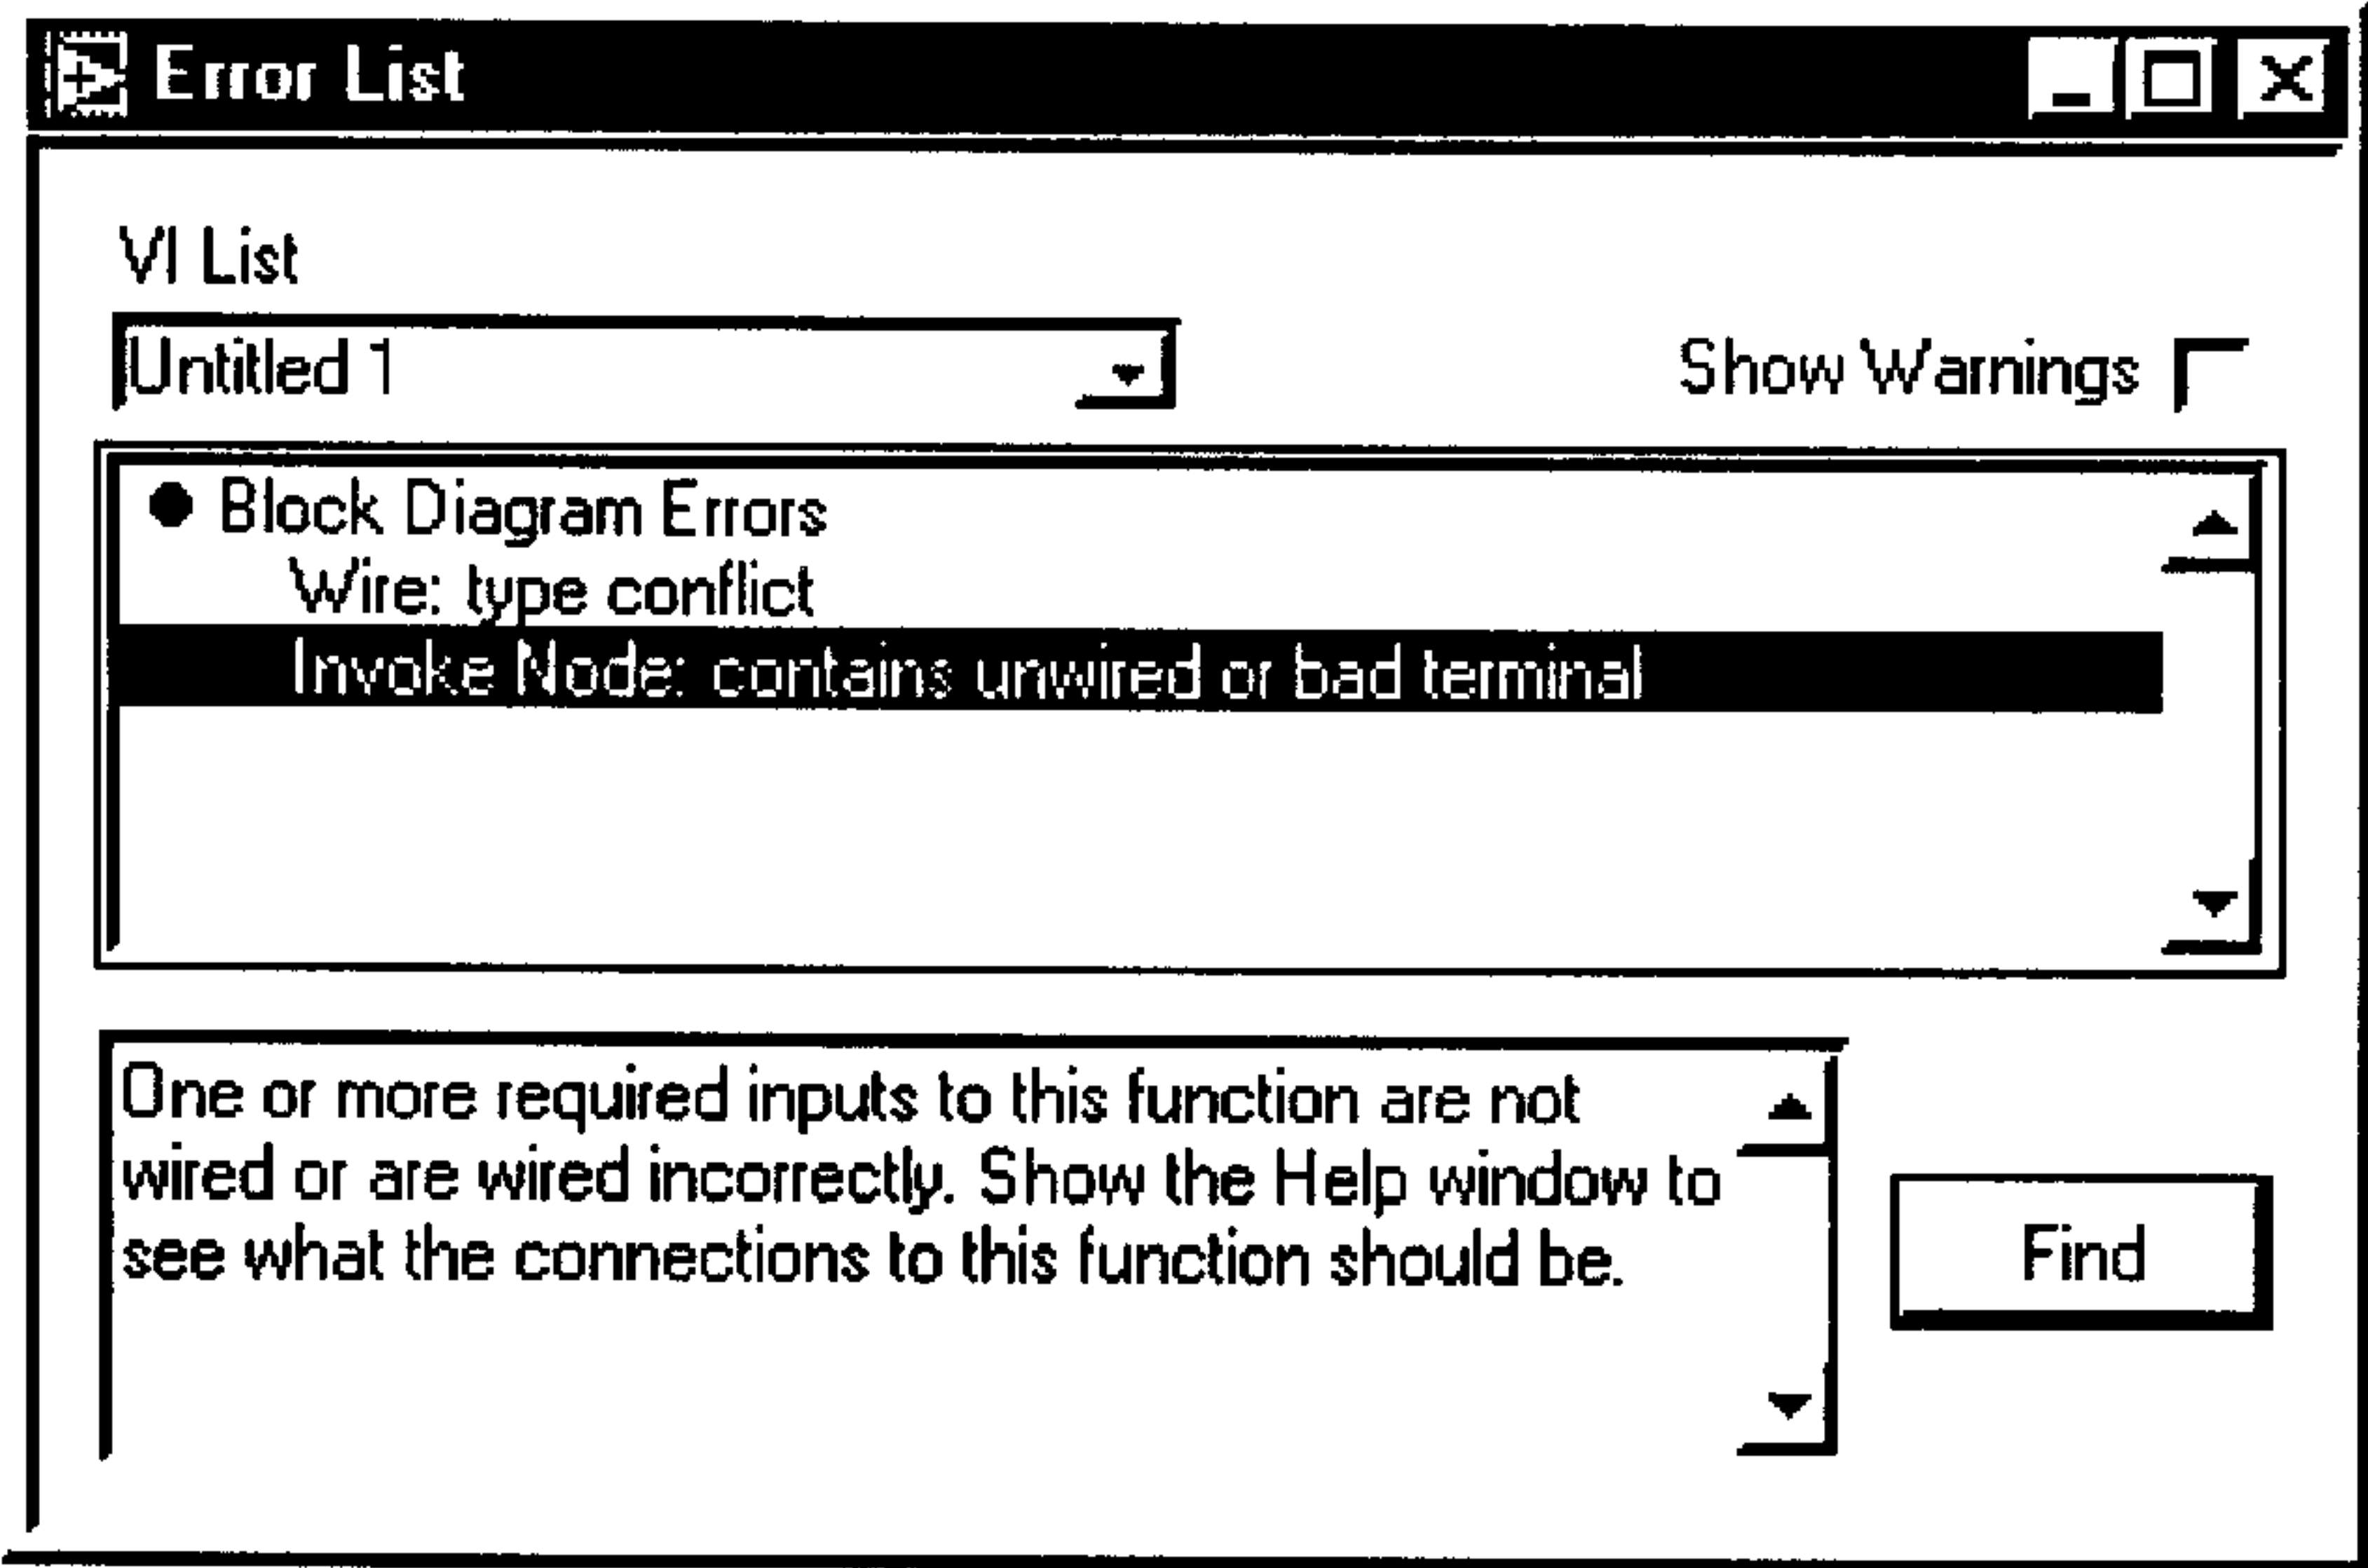 Error List
VI List
Untitled 1
Show Warnings
Block Diagram Errors
Wire: type conflict
Invoke Node: contains unwired or bad terminal
One or more required inputs to this function are not
wired or are wired incorrectly. Show the Help window to
see what the connections to this function should be.
Find